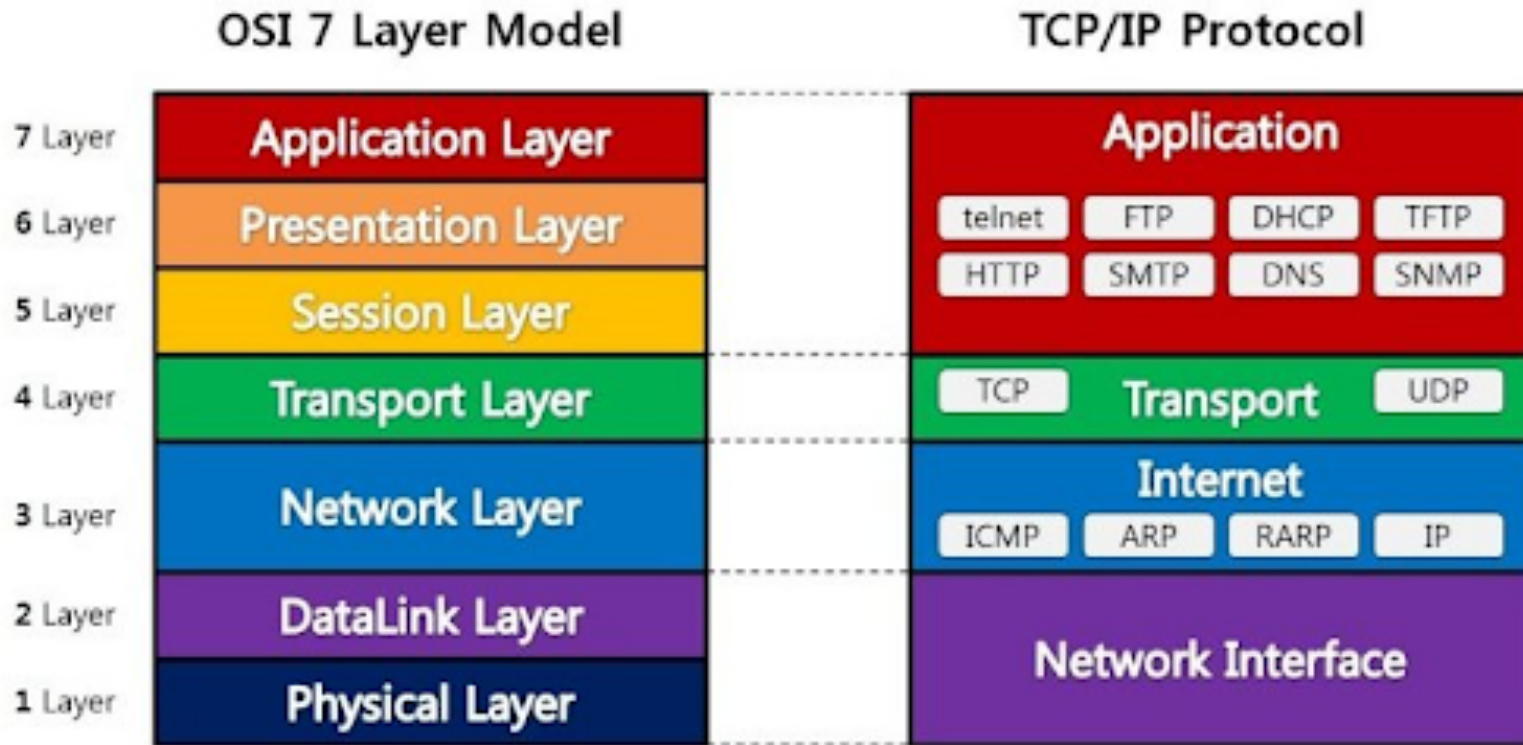 OSI 7 Layer Model
7 Layer Application Layer
6 Layer Presentation Layer
5 Layer Session Layer
4 Layer Transport Layer
3 Layer Network Layer
2 Layer DataLink Layer
1 Layer Physical Layer
TCP/IP Protocol
Application
telnet FTP DHCP TFTP
HTTP SMTP DNS SNMP
TCP Transport UDP
Internet
ICMP ARP RARP IP
Network Interface